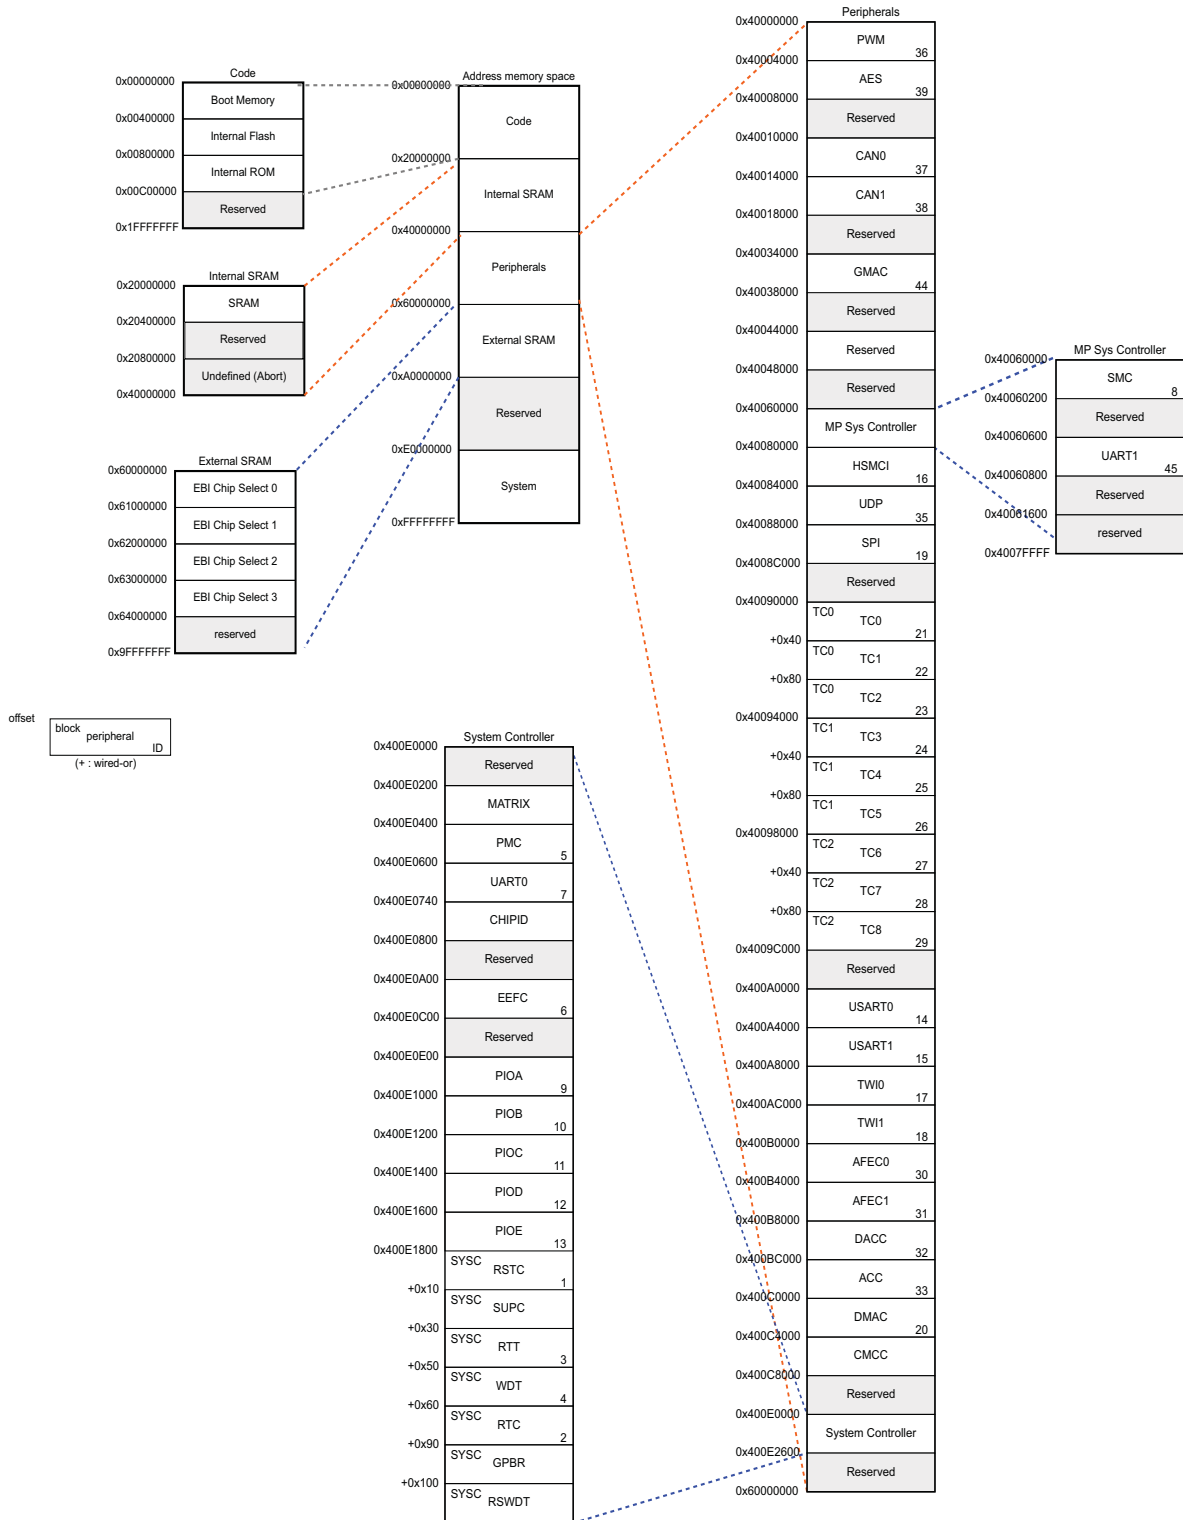 Code
0x00000000
Boot Memory
0x00400000
Internal Flash
0x00800000
Internal ROM
0x00C00000
Reserved
0x1FFFFFFF
Internal SRAM
0x20000000
SRAM
0x20400000
Reserved
0x20800000
Undefined (Abort)
0x40000000
External SRAM
0x60000000
EBI Chip Select 0
0x61000000
EBI Chip Select 1
0x62000000
EBI Chip Select 2
0x63000000
EBI Chip Select 3
0x64000000
reserved
0x9FFFFFFF
offset
block
peripheral
ID
(+ : wired-or)
Address memory space
0x00000000
Code
0x20000000
Internal SRAM
0x40000000
Peripherals
0x60000000
External SRAM
0xA0000000
Reserved
0xE0000000
System
0xFFFFFFFF
System Controller
0x400E0000
Reserved
0x400E0200
MATRIX
0x400E0400
PMC
5
0x400E0600
UART0
7
0x400E0740
CHIPID
0x400E0800
Reserved
0x400E0A00
EEFC
6
0x400E0C00
Reserved
0x400E0E00
PIOA
9
0x400E1000
PIOB
10
0x400E1200
PIOC
11
0x400E1400
PIOD
12
0x400E1600
PIOE
13
0x400E1800
SYSC
RSTC
1
+0x10
SYSC
SUPC
+0x30
SYSC
RTT
3
+0x50
SYSC
WDT
4
+0x60
SYSC
RTC
2
+0x90
SYSC
GPBR
+0x100
SYSC
RSWDT
Peripherals
0x40000000
PWM
36
0x40004000
AES
39
0x40008000
Reserved
0x40010000
CAN0
37
0x40014000
CAN1
38
0x40018000
Reserved
0x40034000
GMAC
44
0x40038000
Reserved
0x40044000
Reserved
0x40048000
Reserved
0x40060000
MP Sys Controller
0x40080000
HSMCI
16
0x40084000
UDP
35
0x40088000
SPI
19
0x4008C000
Reserved
0x40090000
TC0
TC0
21
+0x40
TC0
TC1
22
+0x80
TC0
TC2
23
0x40094000
TC1
TC3
24
+0x40
TC1
TC4
25
+0x80
TC1
TC5
26
0x40098000
TC2
TC6
27
+0x40
TC2
TC7
28
+0x80
TC2
TC8
29
0x4009C000
Reserved
0x400A0000
USART0
14
0x400A4000
USART1
15
0x400A8000
TWI0
17
0x400AC000
TWI1
18
0x400B0000
AFEC0
30
0x400B4000
AFEC1
31
0x400B8000
DACC
32
0x400BC000
ACC
33
0x400C0000
DMAC
20
0x400C4000
CMCC
0x400C8000
Reserved
0x400E0000
System Controller
0x400E2600
Reserved
0x60000000
MP Sys Controller
0x40060000
SMC
8
0x40060200
Reserved
0x40060600
UART1
45
0x40060800
Reserved
0x40061600
reserved
0x4007FFFF